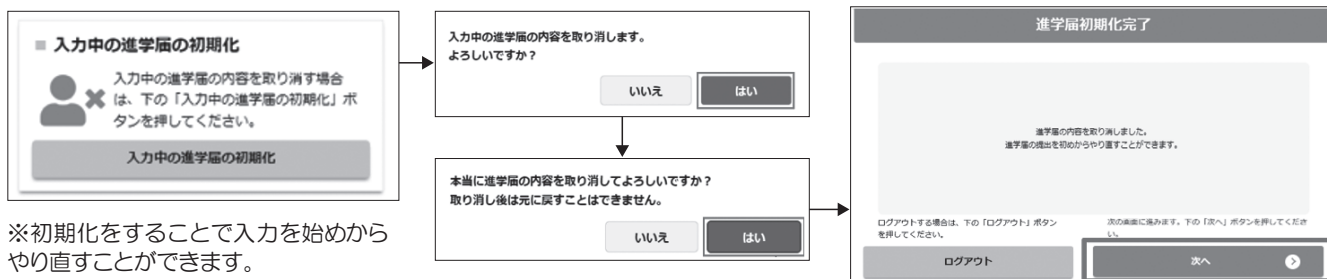 ■ 入力中の進学届の初期化
入力中の進学届の内容を取り消す場合
は、下の「入力中の進学届の初期化」ボ
タンを押してください。
入力中の進学届の初期化
※初期化をすることで入力を始めから
やり直すことができます。
入力中の進学届の内容を取り消します。
よろしいですか？
いいえ
はい
本当に進学届の内容を取り消してよろしいですか？
取り消し後は元に戻すことはできません。
いいえ
はい
進学届初期化完了
進学届の内容を取り消しました。
進学届の提出を初めからやり直すことができます。
ログアウトする場合は、下の「ログアウト」ボタン
を押してください。
ログアウト
次の画面に進みます。下の「次へ」ボタンを押してくださ
い。
次へ